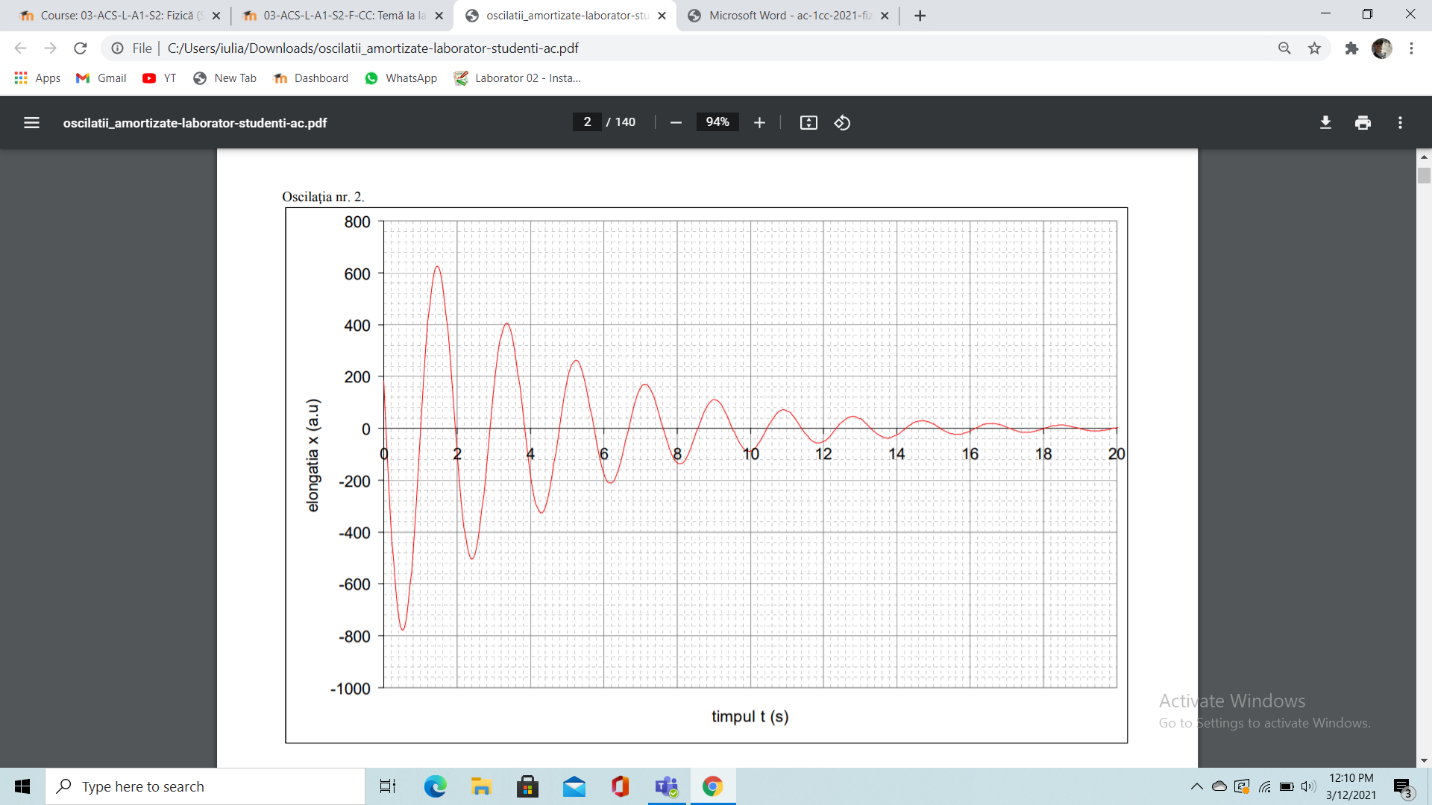 Course: 03-ACS-L-A1-S2: Fizică (S
03-ACS-L-A1-S2-F-CC: Temă la la
oscilatii_amortizate-laborator-stu
Microsoft Word - ac-1cc-2021-fiz
File | C:/Users/iulia/Downloads/oscilatii_amortizate-laborator-studenti-ac.pdf
Apps Gmail YT New Tab Dashboard WhatsApp Laborator 02 - Insta...
oscilatii_amortizate-laborator-studenti-ac.pdf 2 / 140 94%
Oscilaţia nr. 2.
800
600
400
200
0
-200
-400
-600
-800
-1000
elongatia x (a.u)
0 2 4 6 8 10 12 14 16 18 20
timpul t (s)
Activate Windows
Go to Settings to activate Windows.
Type here to search
12:10 PM
3/12/2021
3